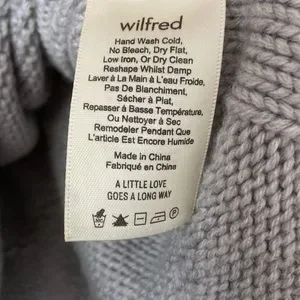 wilfred
Hand Wash Cold,
No Bleach, Dry Flat,
Low Iron, Or Dry Clean
Reshape Whilst Damp
Laver À La Main À L'eau Froide,
Pas De Blanchiment,
Sécher À Plat,
Repasser À Basse Température,
Ou Nettoyer À Sec
Remodeler Pendant Que
L'article Est Encore Humide
Made in China
Fabriqué en China
A LITTLE LOVE
GOES A LONG WAY
P